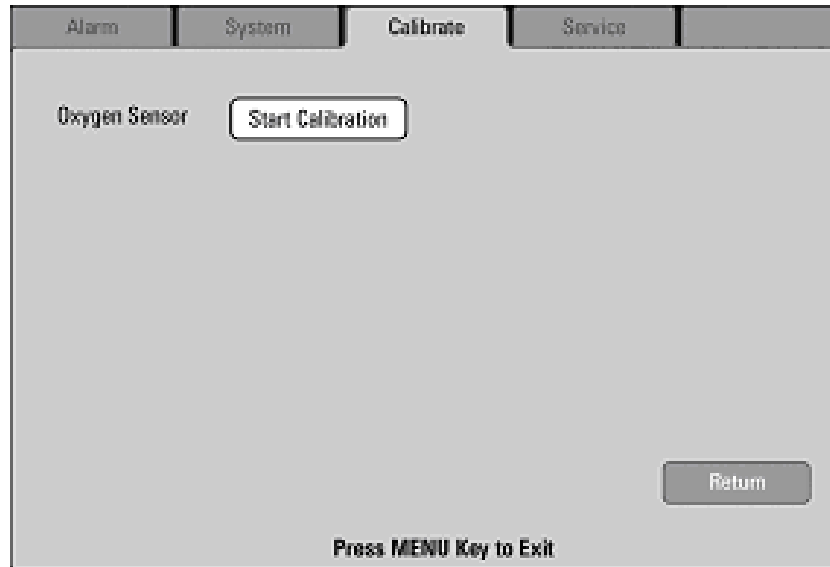 Alarm System Calibrate Service
Oxygen Sensor Start Calibration
Return
Press MENU Key to Exit